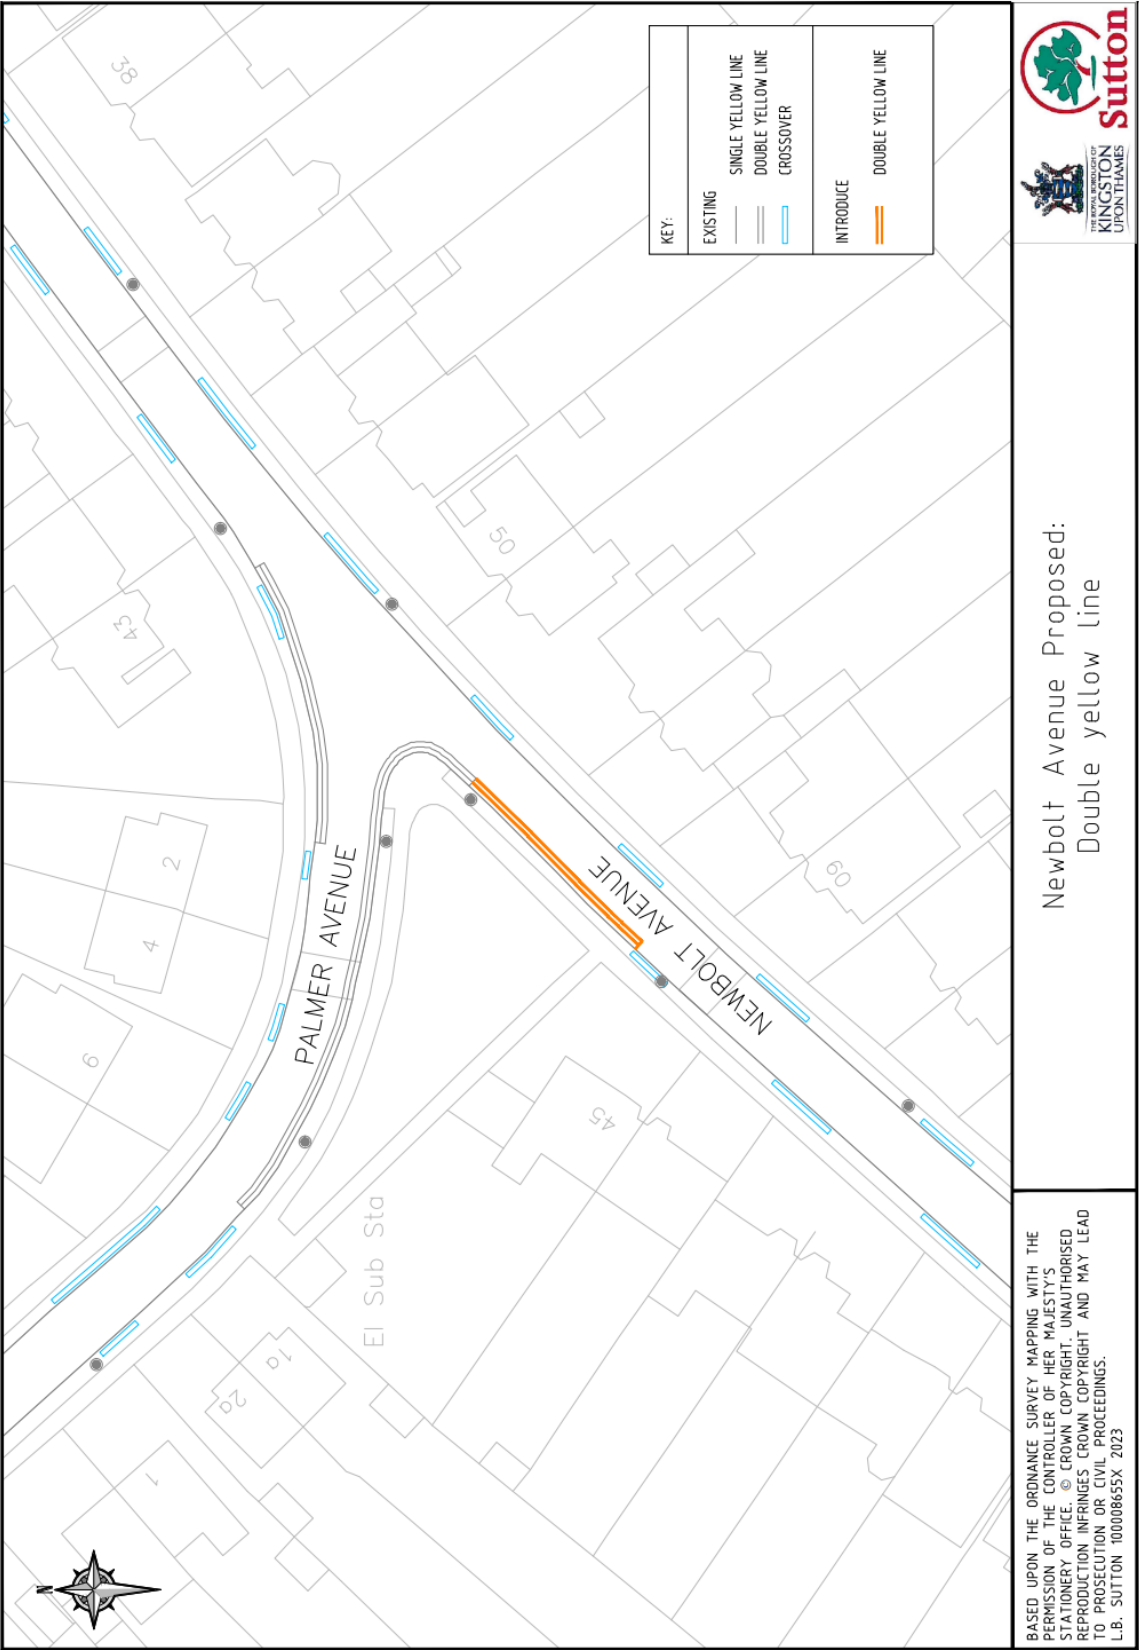 38
43
50
2
4
6
60
45
PALMER AVENUE
NEWBOLT AVENUE
El Sub Sta
1a
2a
1
N
KEY:
EXISTING
SINGLE YELLOW LINE
DOUBLE YELLOW LINE
CROSSOVER
INTRODUCE
DOUBLE YELLOW LINE
BASED UPON THE ORDNANCE SURVEY MAPPING WITH THE
PERMISSION OF THE CONTROLLER OF HER MAJESTY'S
STATIONERY OFFICE. © CROWN COPYRIGHT. UNAUTHORISED
REPRODUCTION INFRINGES CROWN COPYRIGHT AND MAY LEAD
TO PROSECUTION OR CIVIL PROCEEDINGS.
L.B. SUTTON 100008655X 2023
Newbolt Avenue Proposed:
Double yellow line
THE ROYAL BOROUGH OF
KINGSTON
UPON THAMES
Sutton